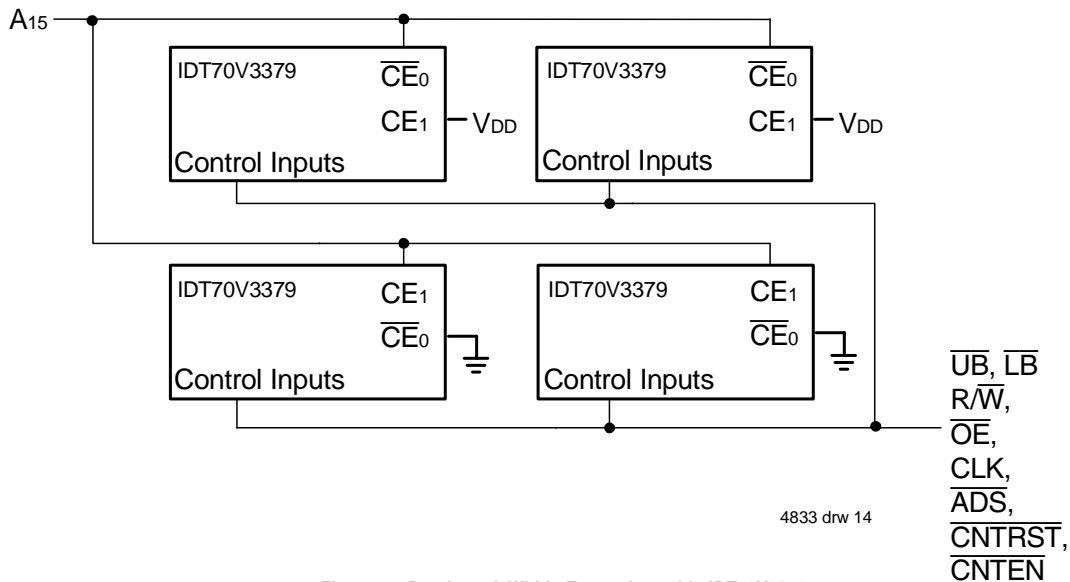 A15
IDT70V3379
CE0
CE1
VDD
Control Inputs
IDT70V3379
CE0
CE1
VDD
Control Inputs
IDT70V3379
CE1
CE0
Control Inputs
IDT70V3379
CE1
CE0
Control Inputs
UB, LB
R/W,
OE,
CLK,
ADS,
CNTRST,
CNTEN
4833 drw 14